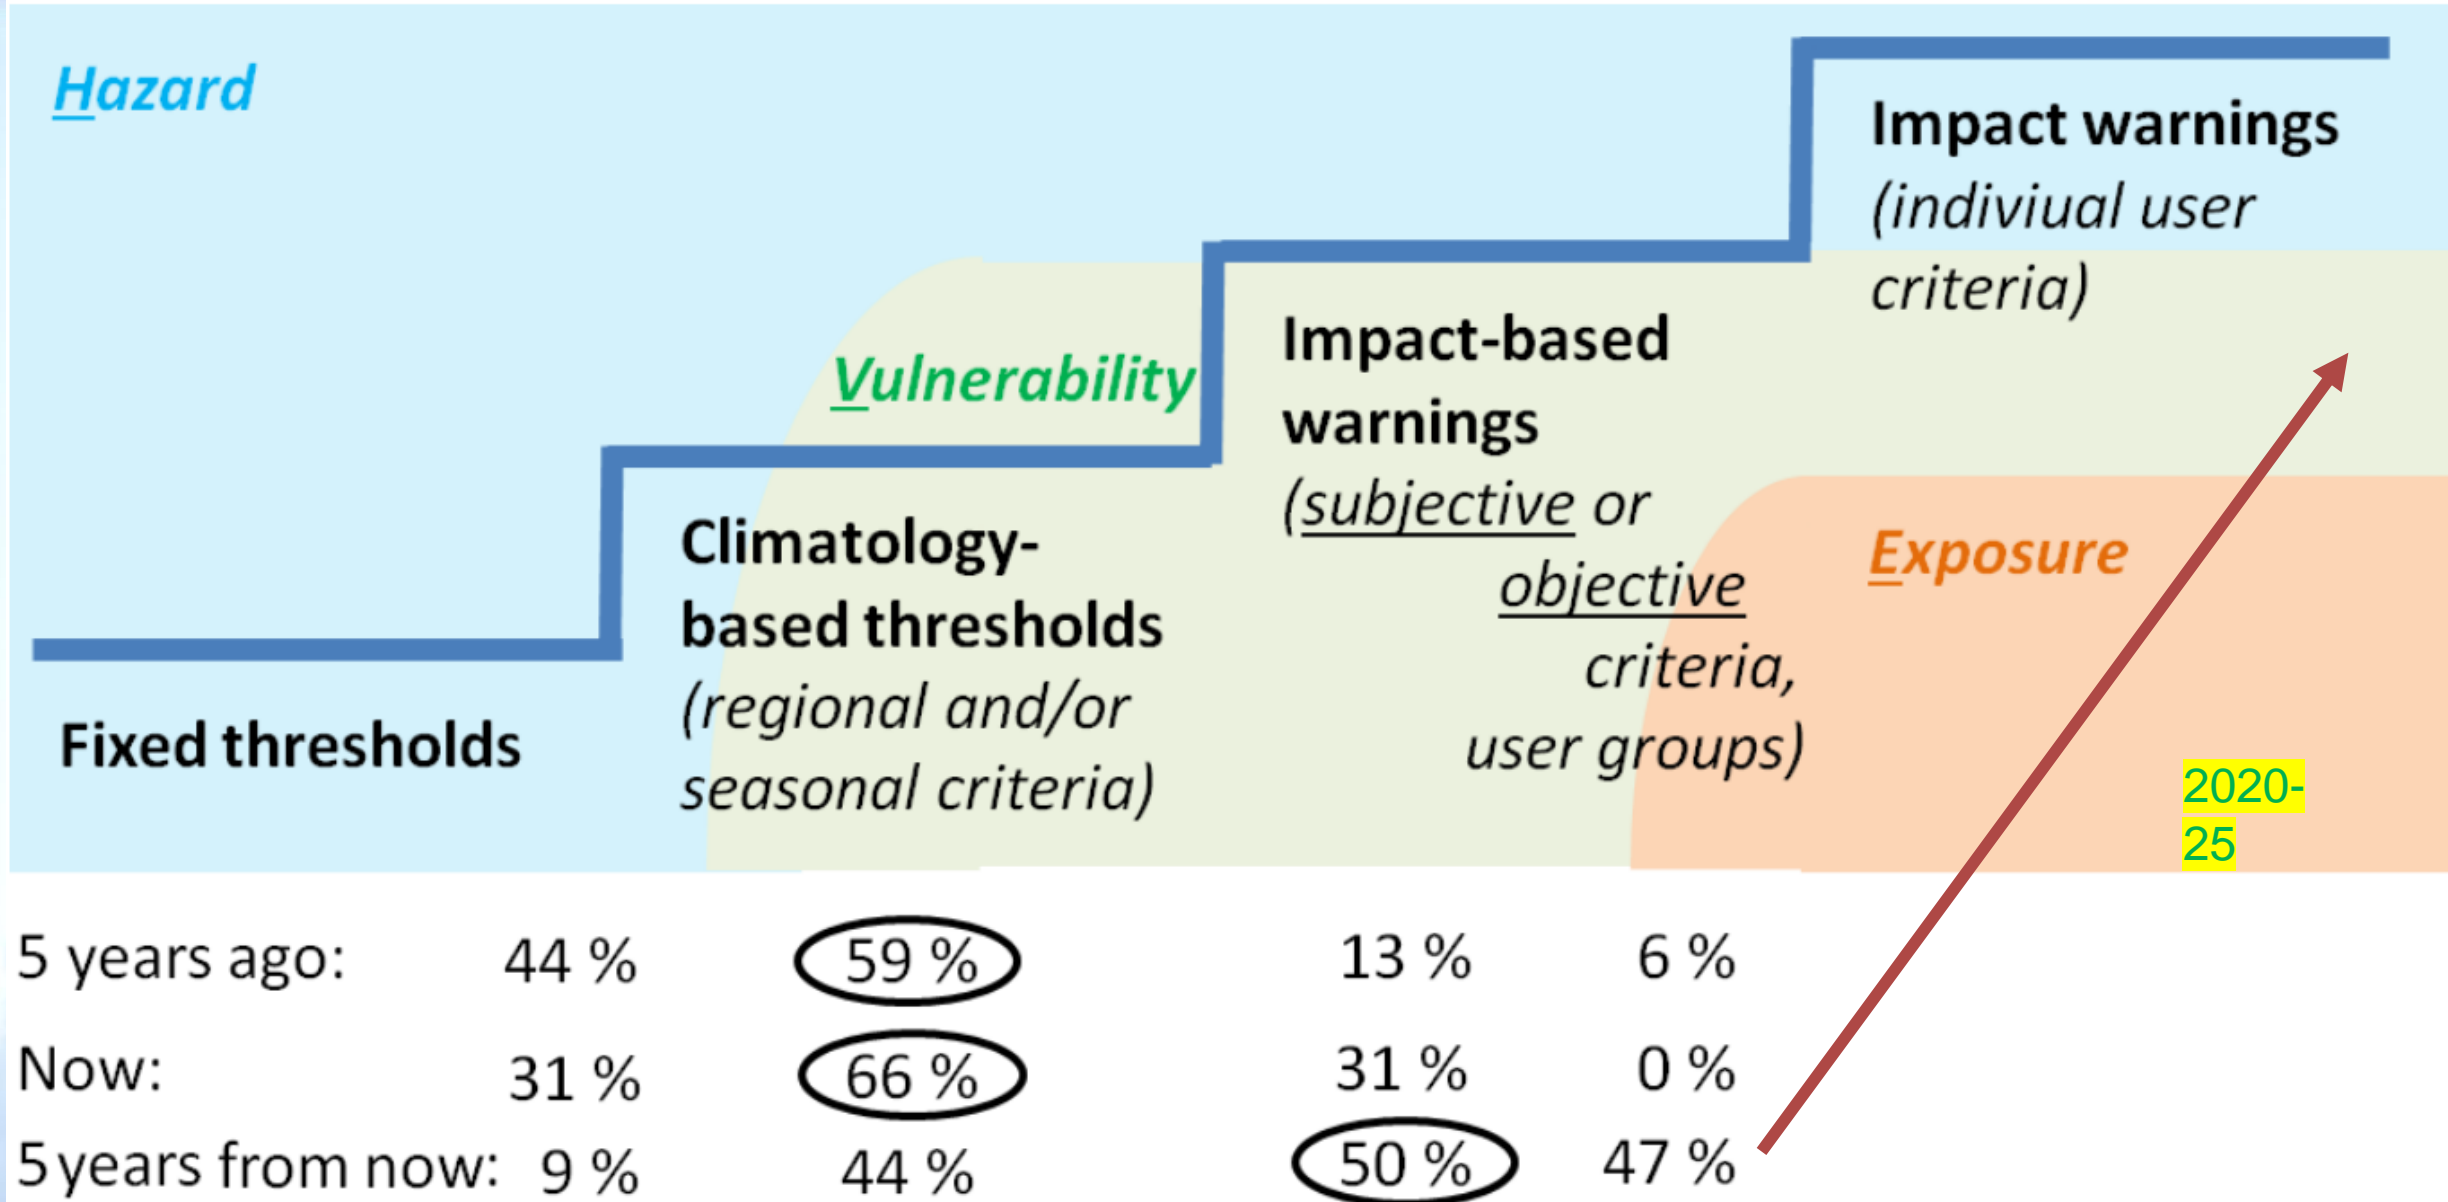 Hazard
Impact warnings
(indiviual user
criteria)
Vulnerability
Impact-based
warnings
(subjective or
objective
criteria,
user groups)
Climatology-
based thresholds
(regional and/or
seasonal criteria)
Exposure
Fixed thresholds
2020-
25
5 years ago: 44 % 59 % 13 % 6 %
Now: 31 % 66 % 31 % 0 %
5 years from now: 9 % 44 % 50 % 47 %